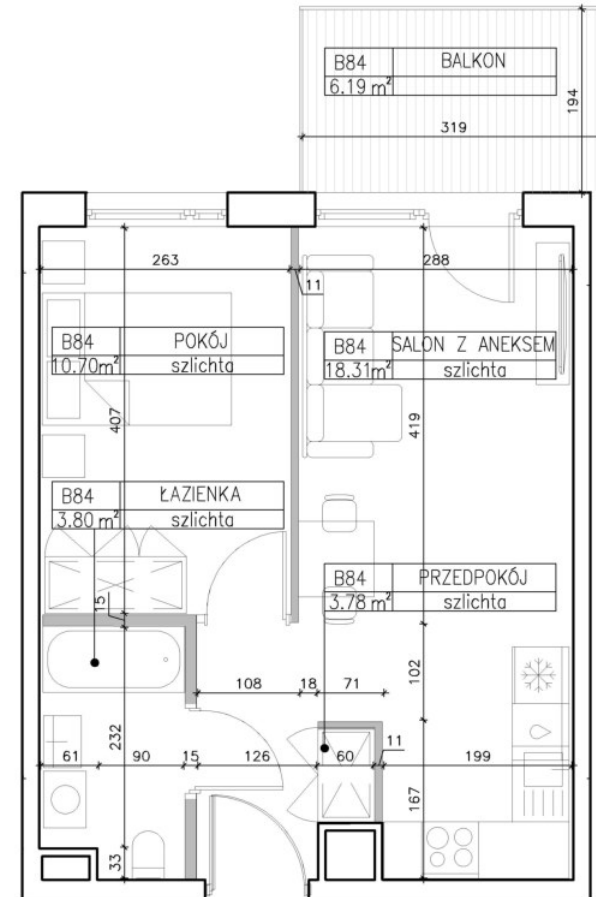 B84 BALKON
6.19 m²
194
319
263
11
288
B84 POKÓJ
10.70m² szlichta
B84 SALON Z ANEKSEM
18.31m² szlichta
407
419
B84 ŁAZIENKA
3.80 m² szlichta
B84 PRZEDPOKÓJ
3.78 m² szlichta
15
108 18 71
102
232
61 90 15 126 60 11 199
167
33